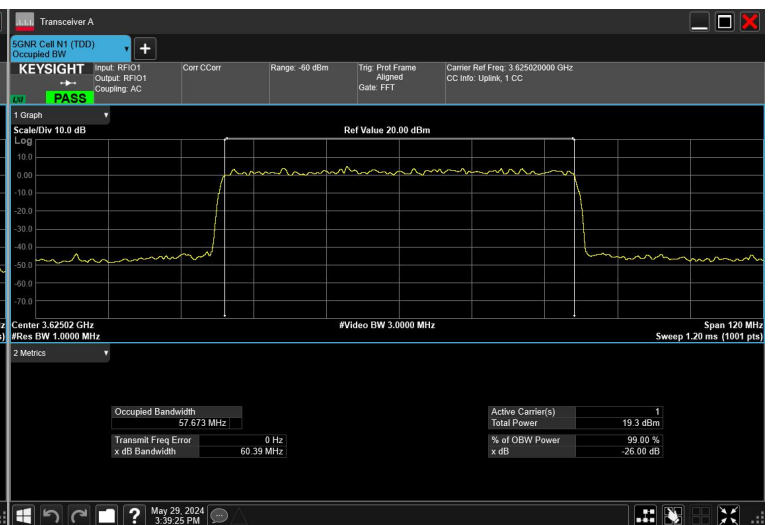 Transceiver A
5GNR Cell N1 (TDD)
Occupied BW
+
KEYSIGHT
LXI
PASS
Input: RFIO1
Output: RFIO1
Coupling: AC
Corr CCorr
Range: -60 dBm
Trig: Prot Frame
Aligned
Gate: FFT
Carrier Ref Freq: 3.625020000 GHz
CC Info: Uplink, 1 CC
1 Graph
Scale/Div 10.0 dB
Ref Value 20.00 dBm
Log
10.0
0.00
-10.0
-20.0
-30.0
-40.0
-50.0
-60.0
-70.0
z
Center 3.62502 GHz
#Video BW 3.0000 MHz
Span 120 MHz
s)
#Res BW 1.0000 MHz
Sweep 1.20 ms (1001 pts)
2 Metrics
Occupied Bandwidth
57.673 MHz
Transmit Freq Error 0 Hz
x dB Bandwidth 60.39 MHz
Active Carrier(s) 1
Total Power 19.3 dBm
% of OBW Power 99.00 %
x dB -26.00 dB
?
May 29, 2024
3:39:25 PM